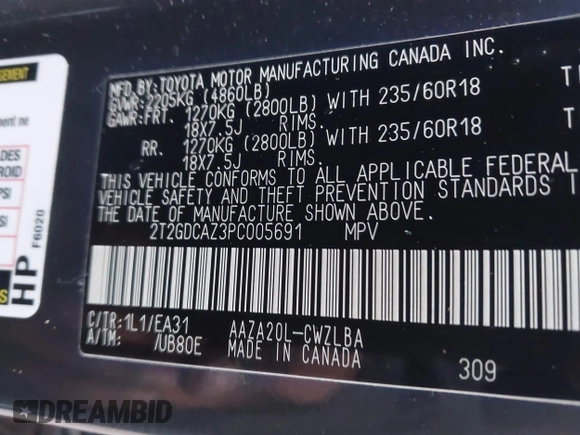 MFD.BY:TOYOTA MOTOR MANUFACTURING CANADA INC.
GVWR: 2205KG (4860LB)
GAWR:FRT. 1270KG (2800LB) WITH 235/60R18
18X7.5J RIMS.
RR. 1270KG (2800LB) WITH 235/60R18
18X7.5J RIMS.
THIS VEHICLE CONFORMS TO ALL APPLICABLE FEDERAL
VEHICLE SAFETY AND THEFT PREVENTION STANDARDS
THE DATE OF MANUFACTURE SHOWN ABOVE.
2T2GDCAZ3PC005691 MPV
C/TR:1L1/EA31 AAZA20L-CWZLBA
A/TM: /UB80E MADE IN CANADA
309
HP F6020
DREAMBID